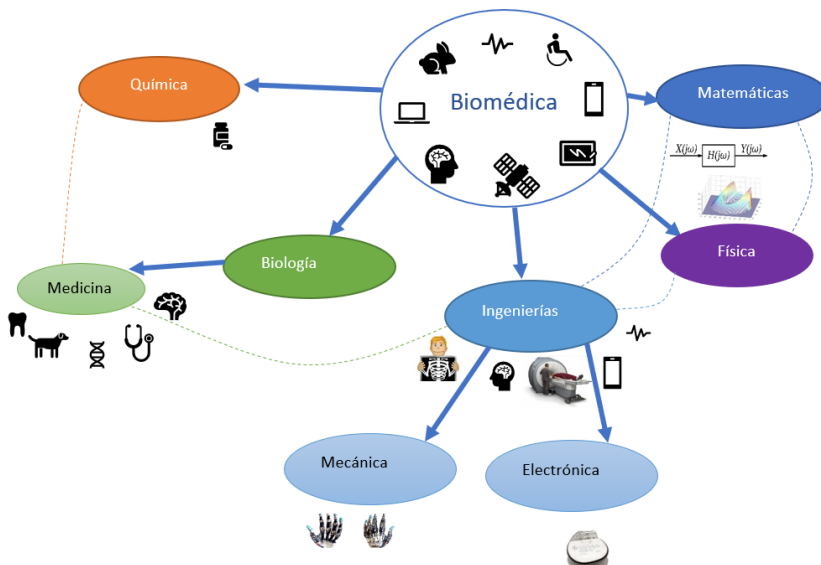 Química
Biomédica
Matemáticas
X(jω) H(jω) Y(jω)
Biología
Física
Medicina
Ingenierías
Mecánica
Electrónica